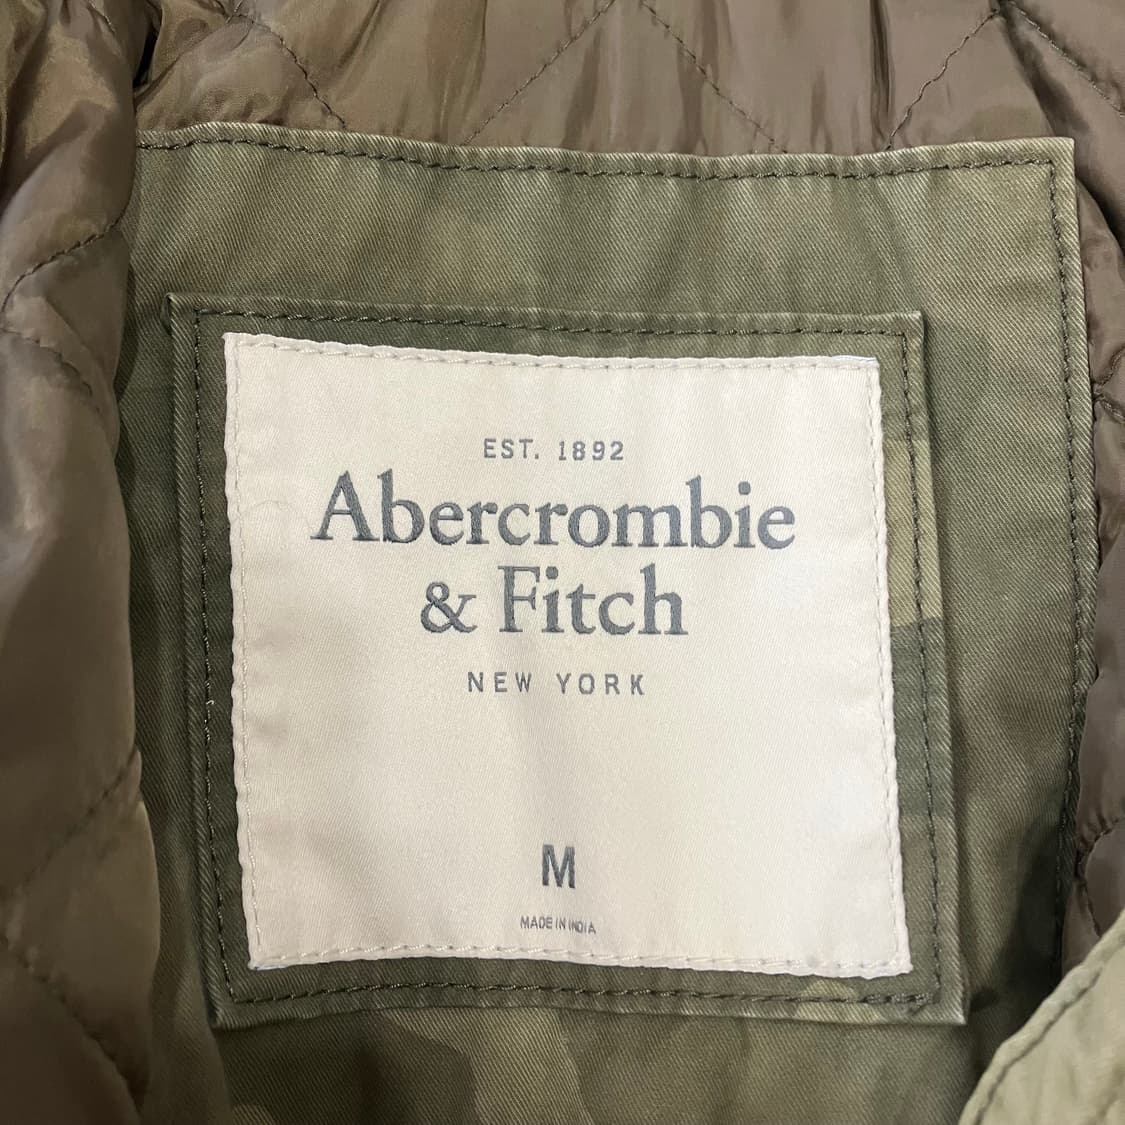 EST. 1892
Abercrombie
& Fitch
NEW YORK
M
MADE IN INDIA